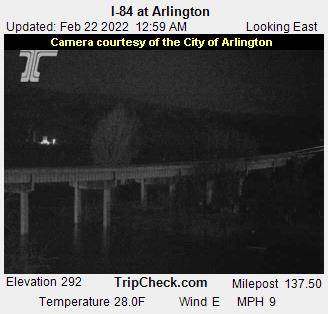 I-84 at Arlington
Updated: Feb 22 2022 12:59 AM Looking East
Camera courtesy of the City of Arlington
Elevation 292 TripCheck.com Milepost 137.50
Temperature 28.0F Wind E MPH 9